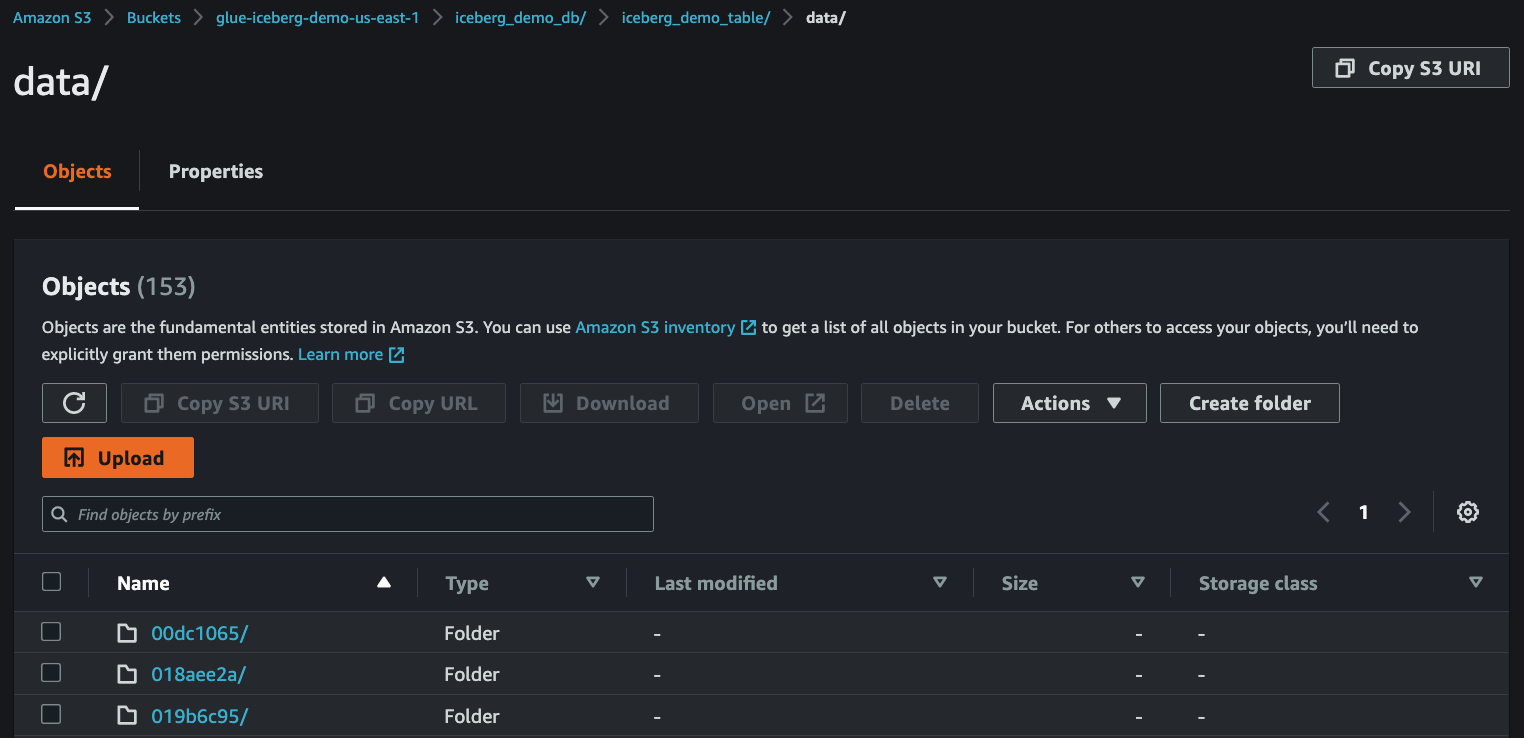 Amazon S3 > Buckets > glue-iceberg-demo-us-east-1 > iceberg_demo_db/ > iceberg_demo_table/ > data/
data/
Copy S3 URI
Objects Properties
Objects (153)
Objects are the fundamental entities stored in Amazon S3. You can use Amazon S3 inventory to get a list of all objects in your bucket. For others to access your objects, you’ll need to
explicitly grant them permissions. Learn more
Copy S3 URI Copy URL Download Open Delete Actions Create folder
Upload
Find objects by prefix 1
Name Type Last modified Size Storage class
00dc1065/ Folder - - -
018aee2a/ Folder - - -
019b6c95/ Folder - - -